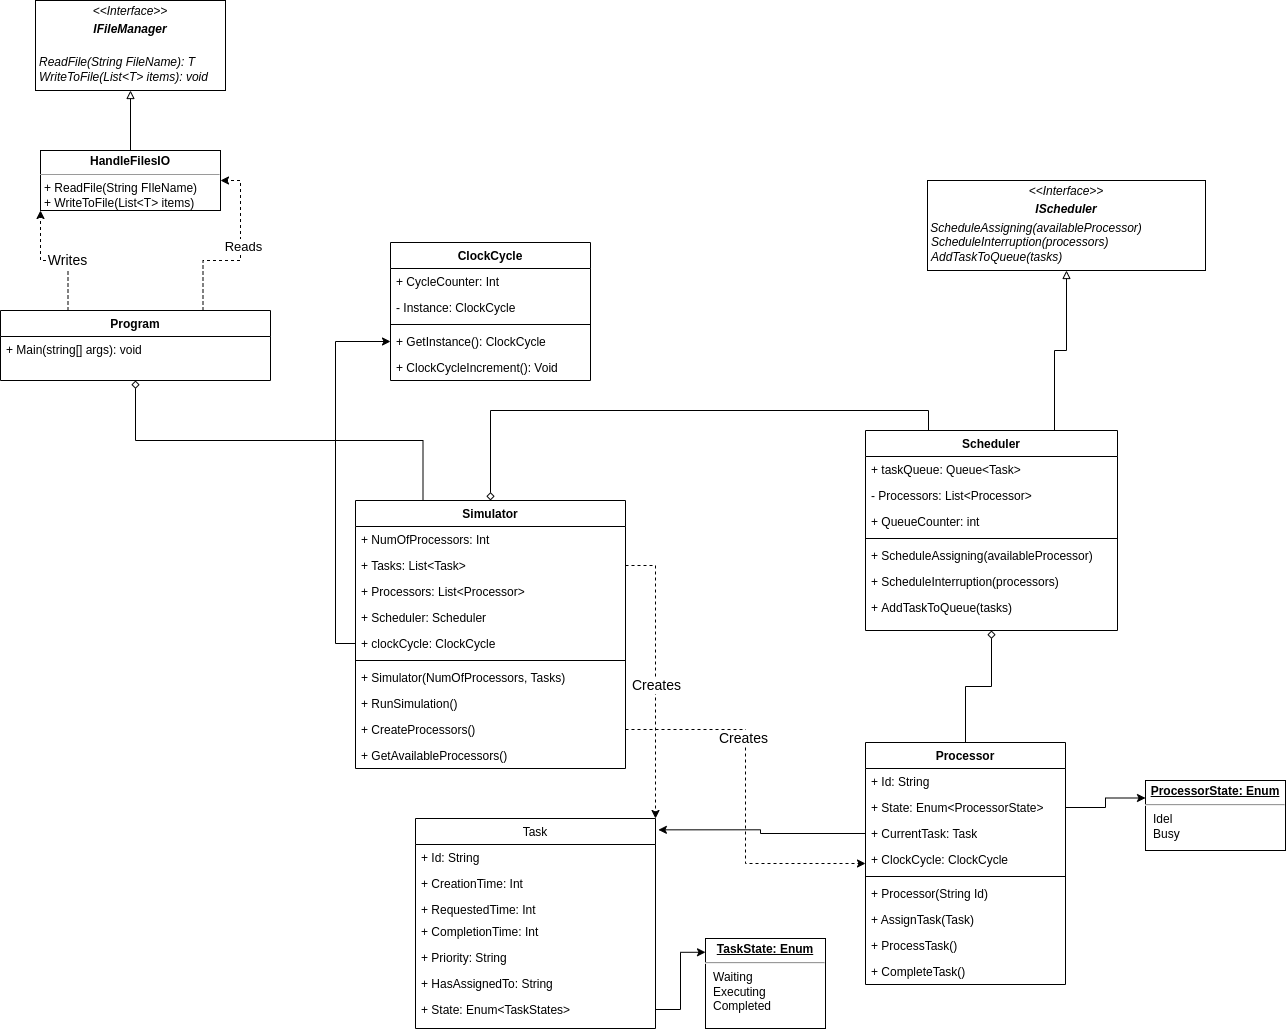 <<Interface>>
IFileManager
ReadFile(String FileName): T
WriteToFile(List<T> items): void
HandleFilesIO
+ ReadFile(String FIleName)
+ WriteToFile(List<T> items)
Writes
Reads
Program
+ Main(string[] args): void
ClockCycle
+ CycleCounter: Int
- Instance: ClockCycle
+ GetInstance(): ClockCycle
+ ClockCycleIncrement(): Void
<<Interface>>
IScheduler
ScheduleAssigning(availableProcessor)
ScheduleInterruption(processors)
AddTaskToQueue(tasks)
Scheduler
+ taskQueue: Queue<Task>
- Processors: List<Processor>
+ QueueCounter: int
+ ScheduleAssigning(availableProcessor)
+ ScheduleInterruption(processors)
+ AddTaskToQueue(tasks)
Simulator
+ NumOfProcessors: Int
+ Tasks: List<Task>
+ Processors: List<Processor>
+ Scheduler: Scheduler
+ clockCycle: ClockCycle
+ Simulator(NumOfProcessors, Tasks)
+ RunSimulation()
+ CreateProcessors()
+ GetAvailableProcessors()
Creates
Creates
Processor
+ Id: String
+ State: Enum<ProcessorState>
+ CurrentTask: Task
+ ClockCycle: ClockCycle
+ Processor(String Id)
+ AssignTask(Task)
+ ProcessTask()
+ CompleteTask()
ProcessorState: Enum
Idel
Busy
Task
+ Id: String
+ CreationTime: Int
+ RequestedTime: Int
+ CompletionTime: Int
+ Priority: String
+ HasAssignedTo: String
+ State: Enum<TaskStates>
TaskState: Enum
Waiting
Executing
Completed